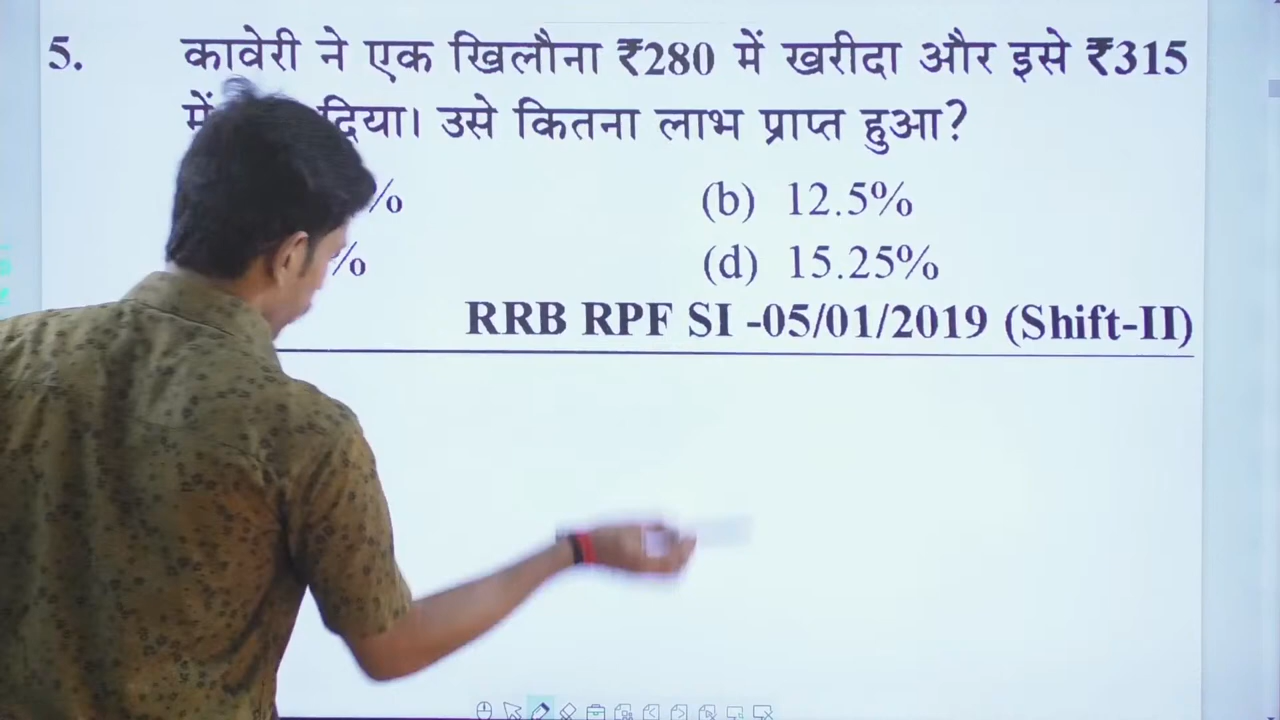 5. कावेरी ने एक खिलौना ₹280 में खरीदा और इसे ₹315
में दिया। उसे कितना लाभ प्राप्त हुआ?
% (b) 12.5%
% (d) 15.25%
RRB RPF SI -05/01/2019 (Shift-II)